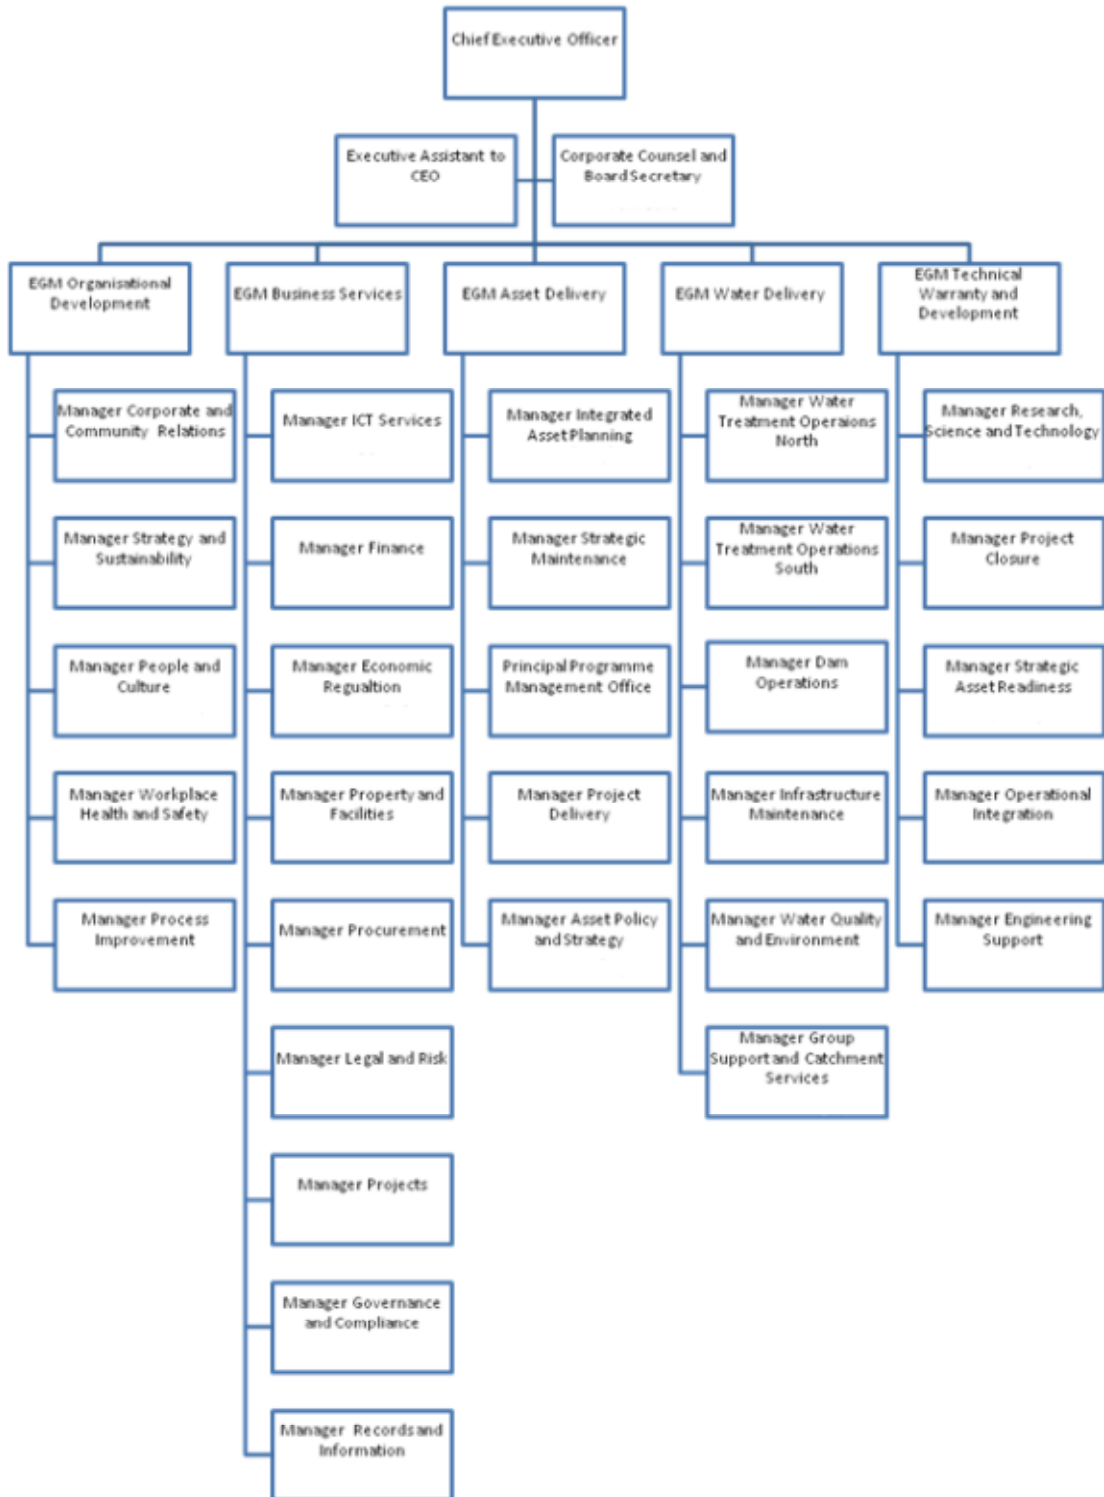 Chief Executive Officer
Executive Assistant to
CEO
Corporate Counsel and
Board Secretary
EGM Organisational
Development
EGM Business Services
EGM Asset Delivery
EGM Water Delivery
EGM Technical
Warranty and
Development
Manager Corporate and
Community Relations
Manager Strategy and
Sustainability
Manager People and
Culture
Manager Workplace
Health and Safety
Manager Process
Improvement
Manager ICT Services
Manager Finance
Manager Economic
Regualtion
Manager Property and
Facilities
Manager Procurement
Manager Legal and Risk
Manager Projects
Manager Governance
and Compliance
Manager Records and
Information
Manager Integrated
Asset Planning
Manager Strategic
Maintenance
Principal Programme
Management Office
Manager Project
Delivery
Manager Asset Policy
and Strategy
Manager Water
Treatment Operaions
North
Manager Water
Treatment Operations
South
Manager Dam
Operations
Manager Infrastructure
Maintenance
Manager Water Quality
and Environment
Manager Group
Support and Catchment
Services
Manager Research,
Science and Technology
Manager Project
Closure
Manager Strategic
Asset Readiness
Manager Operational
Integration
Manager Engineering
Support